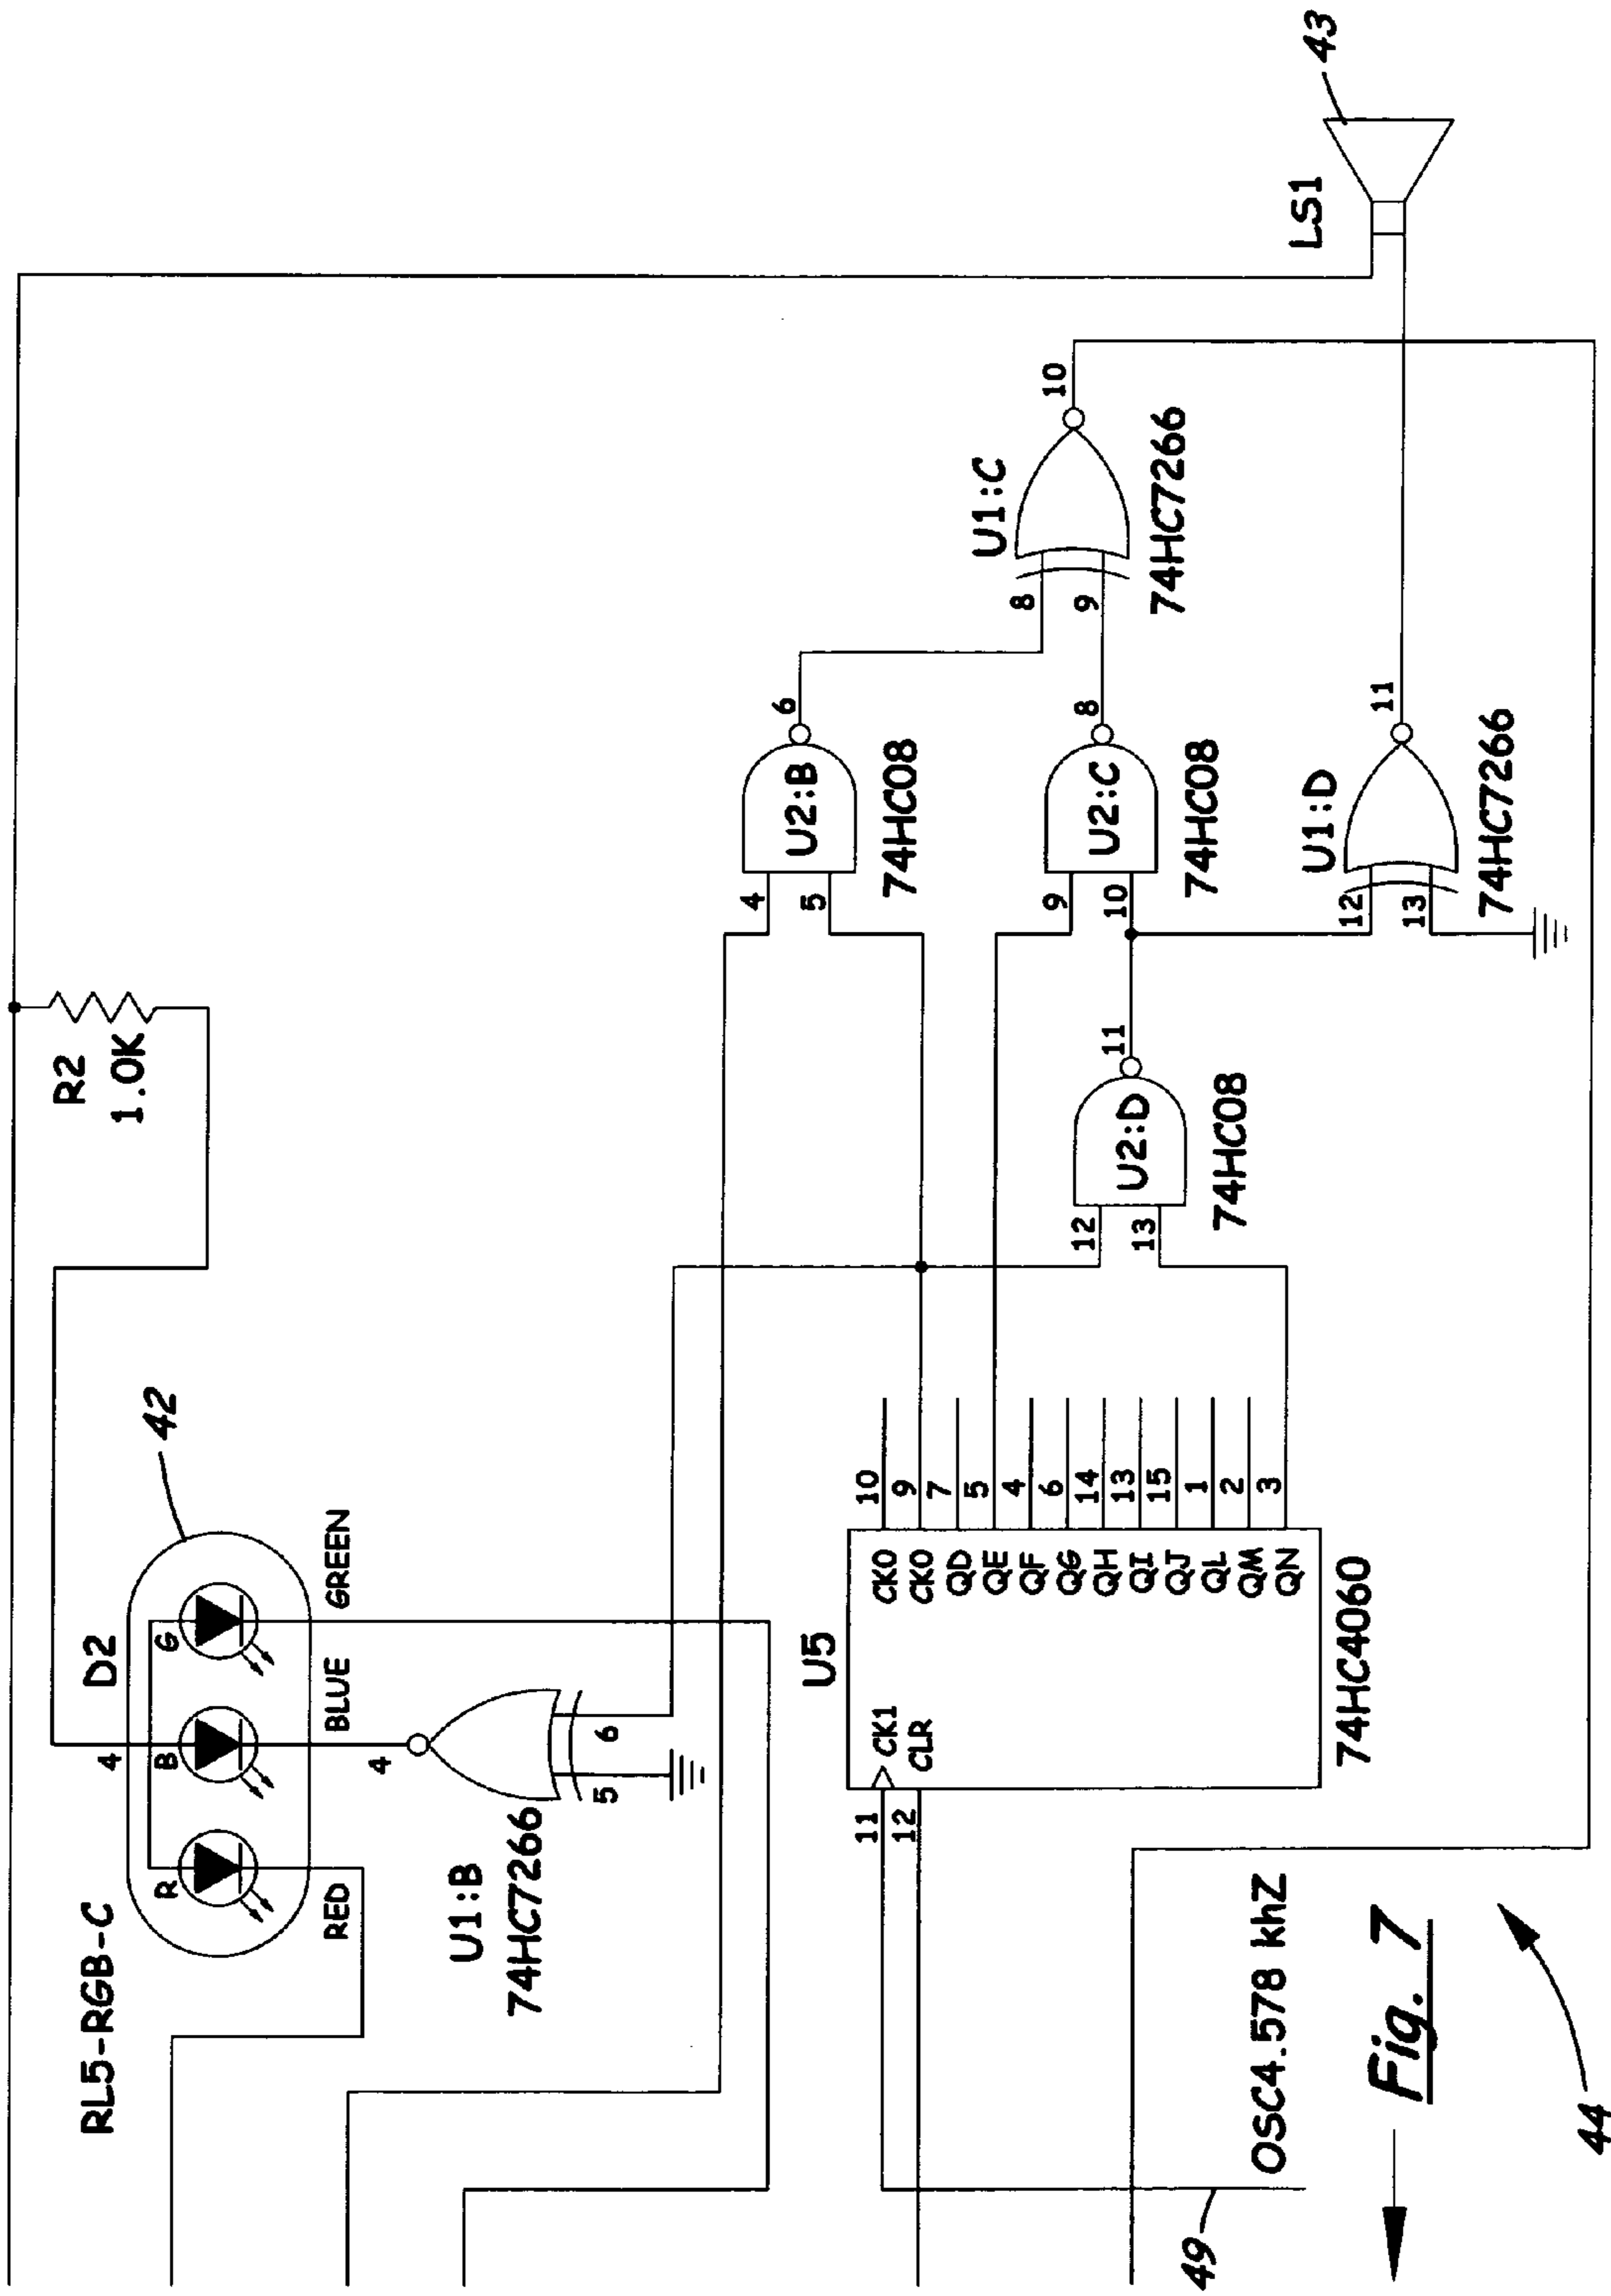 RL5-RGB-C
D2
42
R2
1.0K
4
R
B
G
RED
BLUE
GREEN
4
5
6
U1:B
74HC7266
U5
11
12
CK1
CLR
CKO
CKO
QD
QE
QF
QG
QH
QI
QJ
QL
QM
QN
10
9
7
5
4
6
14
13
15
1
2
3
74HC4060
12
13
U2:D
11
74HC08
4
5
U2:B
6
74HC08
9
10
U2:C
8
74HC08
8
9
U1:C
10
74HC7266
12
13
U1:D
11
74HC7266
LS1
43
OSC4.578 khZ
49
Fig. 7
44